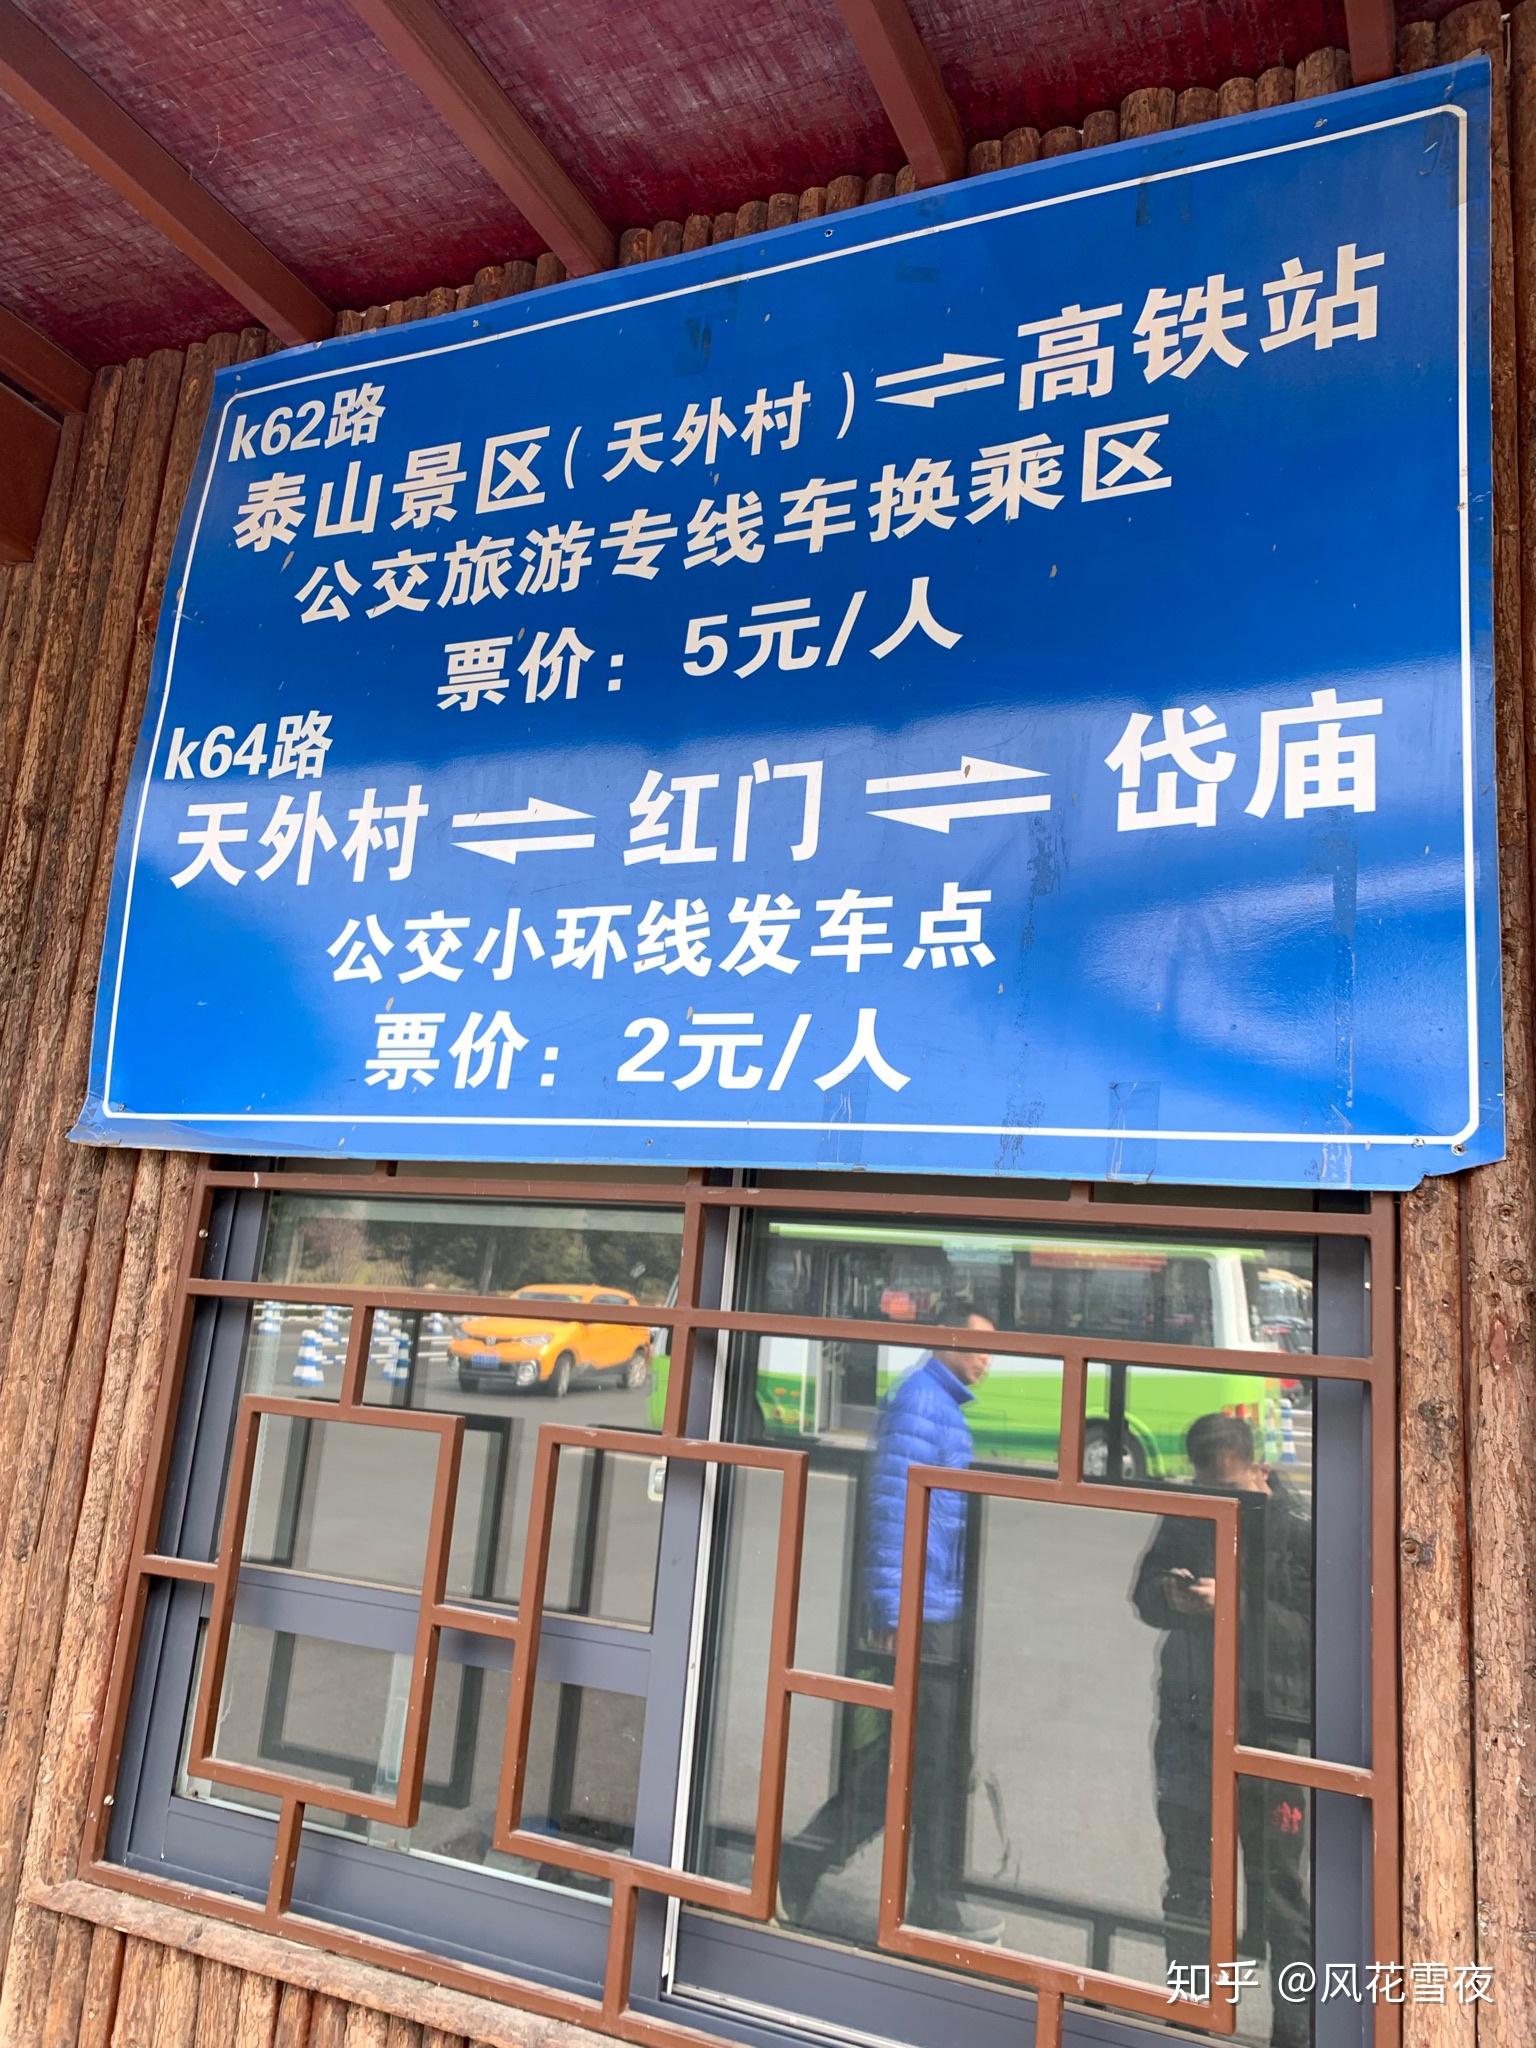 k62路
泰山景区(天外村)⇌高铁站
公交旅游专线车换乘区
票价：5元/人
k64路
天外村⇌红门⇌岱庙
公交小环线发车点
票价：2元/人
知乎 @风花雪夜